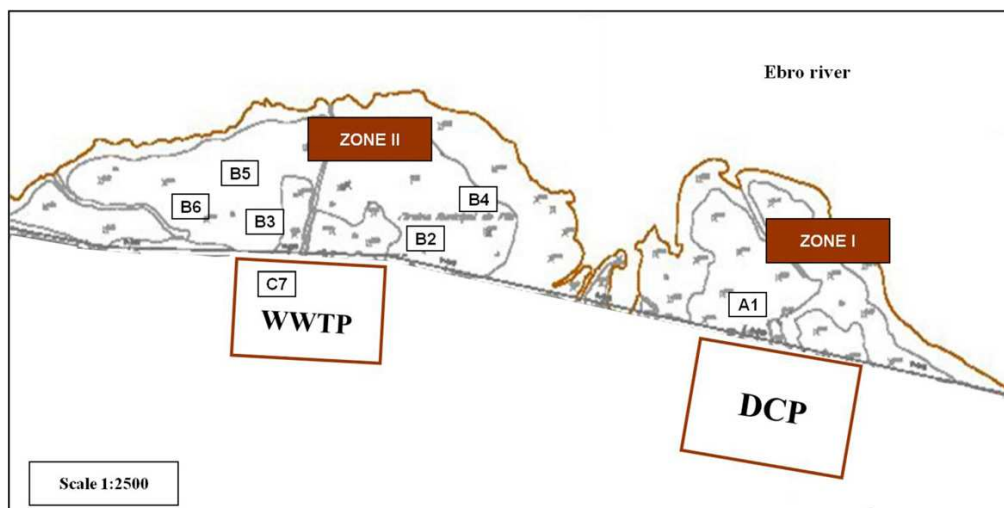 Ebro river
ZONE II
B5
B6
B4
B3
B2
ZONE I
C7
A1
WWTP
DCP
Scale 1:2500